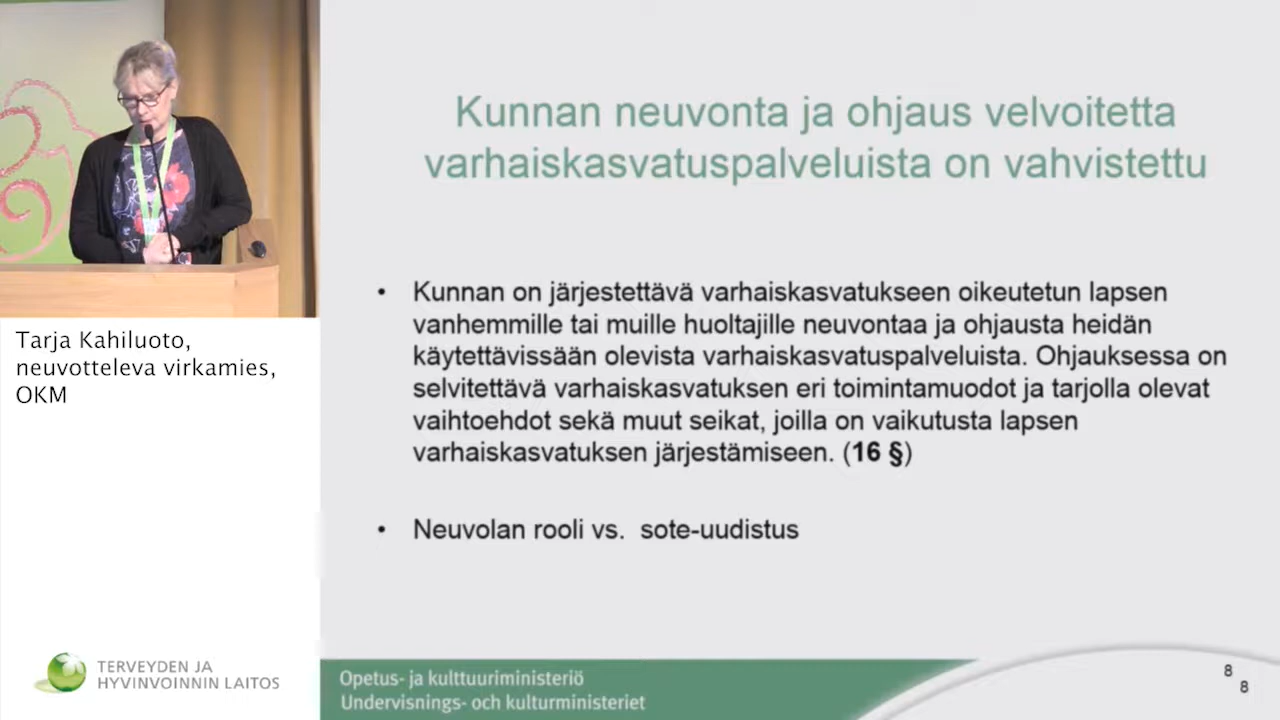 Kunnan neuvonta ja ohjaus velvoitetta
varhaiskasvatuspalveluista on vahvistettu
• Kunnan on järjestettävä varhaiskasvatukseen oikeutetun lapsen
vanhemmille tai muille huoltajille neuvontaa ja ohjausta heidän
käytettävissään olevista varhaiskasvatuspalveluista. Ohjauksessa on
selvitettävä varhaiskasvatuksen eri toimintamuodot ja tarjolla olevat
vaihtoehdot sekä muut seikat, joilla on vaikutusta lapsen
varhaiskasvatuksen järjestämiseen. (16 §)
• Neuvolan rooli vs. sote-uudistus
Tarja Kahiluoto,
neuvotteleva virkamies,
OKM
TERVEYDEN JA
HYVINVOINNIN LAITOS
Opetus- ja kulttuuriministeriö
Undervisnings- och kulturministeriet
8
8